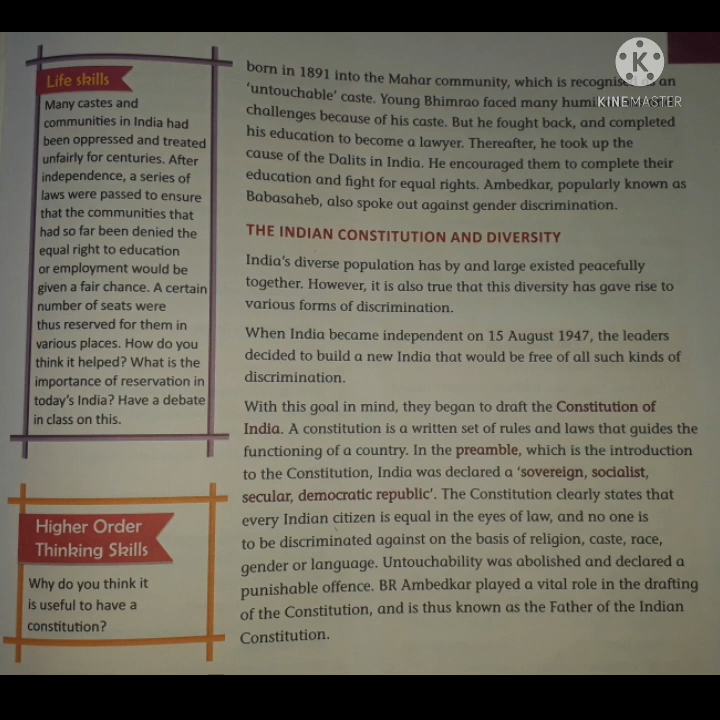 Life skills
Many castes and
communities in India had
been oppressed and treated
unfairly for centuries. After
independence, a series of
laws were passed to ensure
that the communities that
had so far been denied the
equal right to education
or employment would be
given a fair chance. A certain
number of seats were
thus reserved for them in
various places. How do you
think it helped? What is the
importance of reservation in
today's India? Have a debate
in class on this.
Higher Order
Thinking Skills
Why do you think it
is useful to have a
constitution?
born in 1891 into the Mahar community, which is recognised as an
'untouchable' caste. Young Bhimrao faced many
challenges because of his caste. But he fought back, and completed
his education to become a lawyer. Thereafter, he took up the
cause of the Dalits in India. He encouraged them to complete their
education and fight for equal rights. Ambedkar, popularly known as
Babasaheb, also spoke out against gender discrimination.
THE INDIAN CONSTITUTION AND DIVERSITY
India's diverse population has by and large existed peacefully
together. However, it is also true that this diversity has gave rise to
various forms of discrimination.
When India became independent on 15 August 1947, the leaders
decided to build a new India that would be free of all such kinds of
discrimination.
With this goal in mind, they began to draft the Constitution of
India. A constitution is a written set of rules and laws that guides the
functioning of a country. In the preamble, which is the introduction
to the Constitution, India was declared a 'sovereign, socialist,
secular, democratic republic'. The Constitution clearly states that
every Indian citizen is equal in the eyes of law, and no one is
to be discriminated against on the basis of religion, caste, race,
gender or language. Untouchability was abolished and declared a
punishable offence. BR Ambedkar played a vital role in the drafting
of the Constitution, and is thus known as the Father of the Indian
Constitution.
K
KINEMASTER